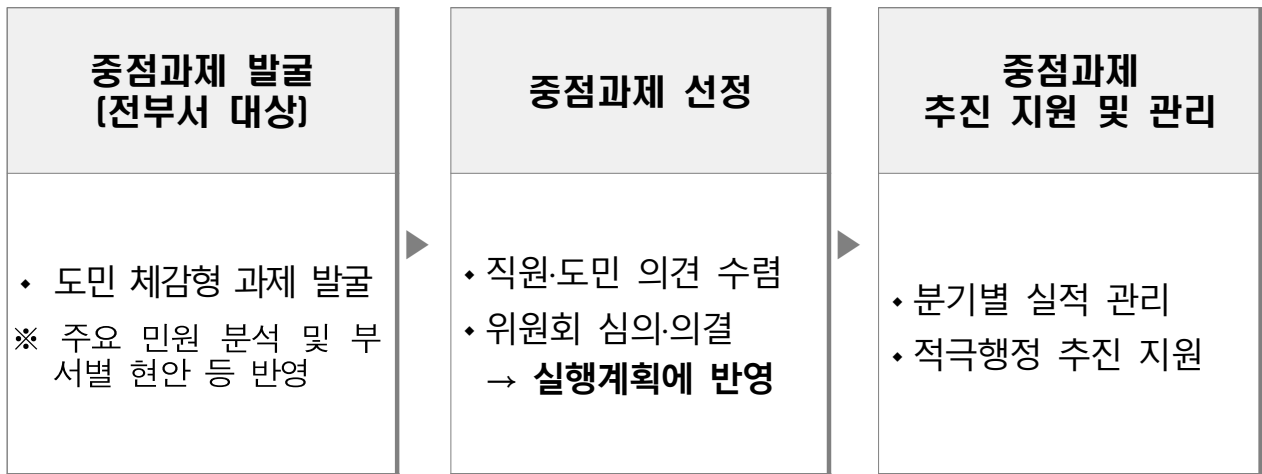 중점과제 발굴
(전부서 대상)
⬩ 도민 체감형 과제 발굴
※ 주요 민원 분석 및 부
서별 현안 등 반영
▶
중점과제 선정
⬩ 직원·도민 의견 수렴
⬩ 위원회 심의·의결
→ 실행계획에 반영
▶
중점과제
추진 지원 및 관리
⬩ 분기별 실적 관리
⬩ 적극행정 추진 지원